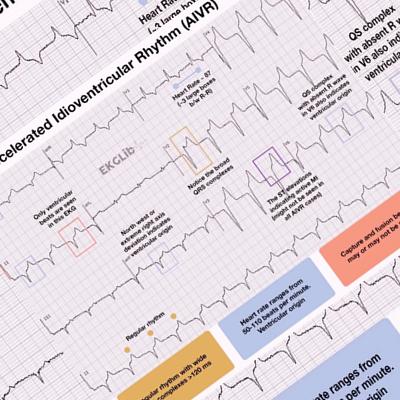 Heart Rate
(~3 large boxes
celerated Idioventricular Rhythm (AIVR)
Heart Rate - 87
(~3 large boxes
b/w R-R)
QS complex
with absent R wave
in V6 also indicates
ventricular origin
QS complex
with absent R w
in V6 also ind
ventricula
EKGLib
Notice the broad
QRS complexes
The ST elevations
indicating active MI
(might not be seen in
all AIVR cases)
Only ventricular
beats are seen
in this EKG
North west or
extreme right axis
deviation indicates
ventricular origin
Regular rhythm
gular rhythm with wide
complexes >120 ms
Heart rate ranges from
50-110 beats per minute.
Ventricular origin
Capture and fusion be
may or may not be
rate ranges from
per minute.
origin